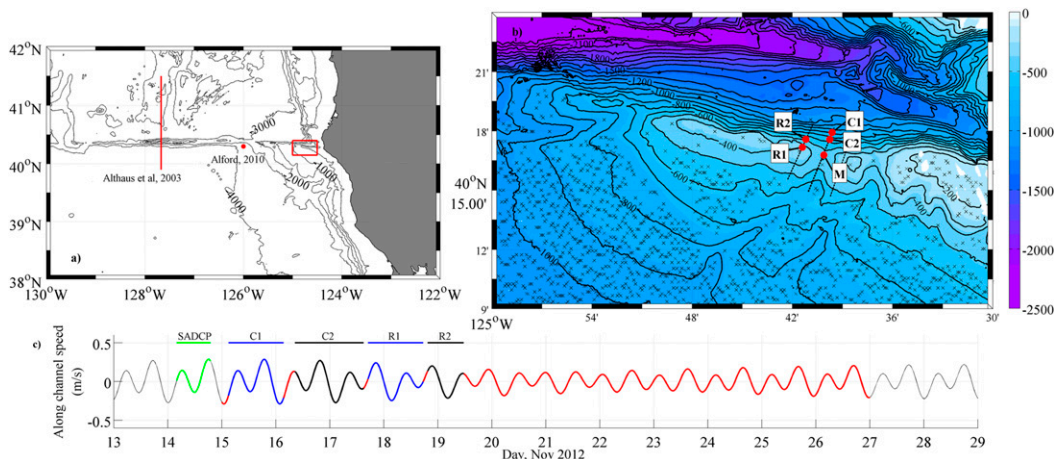 42°N
41°N
40°N
39°N
38°N
130°W
128°W
126°W
124°W
122°W
-3000
-1000
-2000
-4000
Althaus et al, 2003
Alford, 2010
a)
b)
21'
18'
40°N
15.00'
12'
9'
125°W
54'
48'
42'
36'
30'
R2
C1
R1
C2
M
-1200
-400
-600
-400
-200
0
-500
-1000
-1500
-2000
-2500
c)
Along channel speed
(m/s)
0.5
0
-0.5
SADCP
C1
C2
R1
R2
13 14 15 16 17 18 19 20 21 22 23 24 25 26 27 28 29
Day, Nov 2012